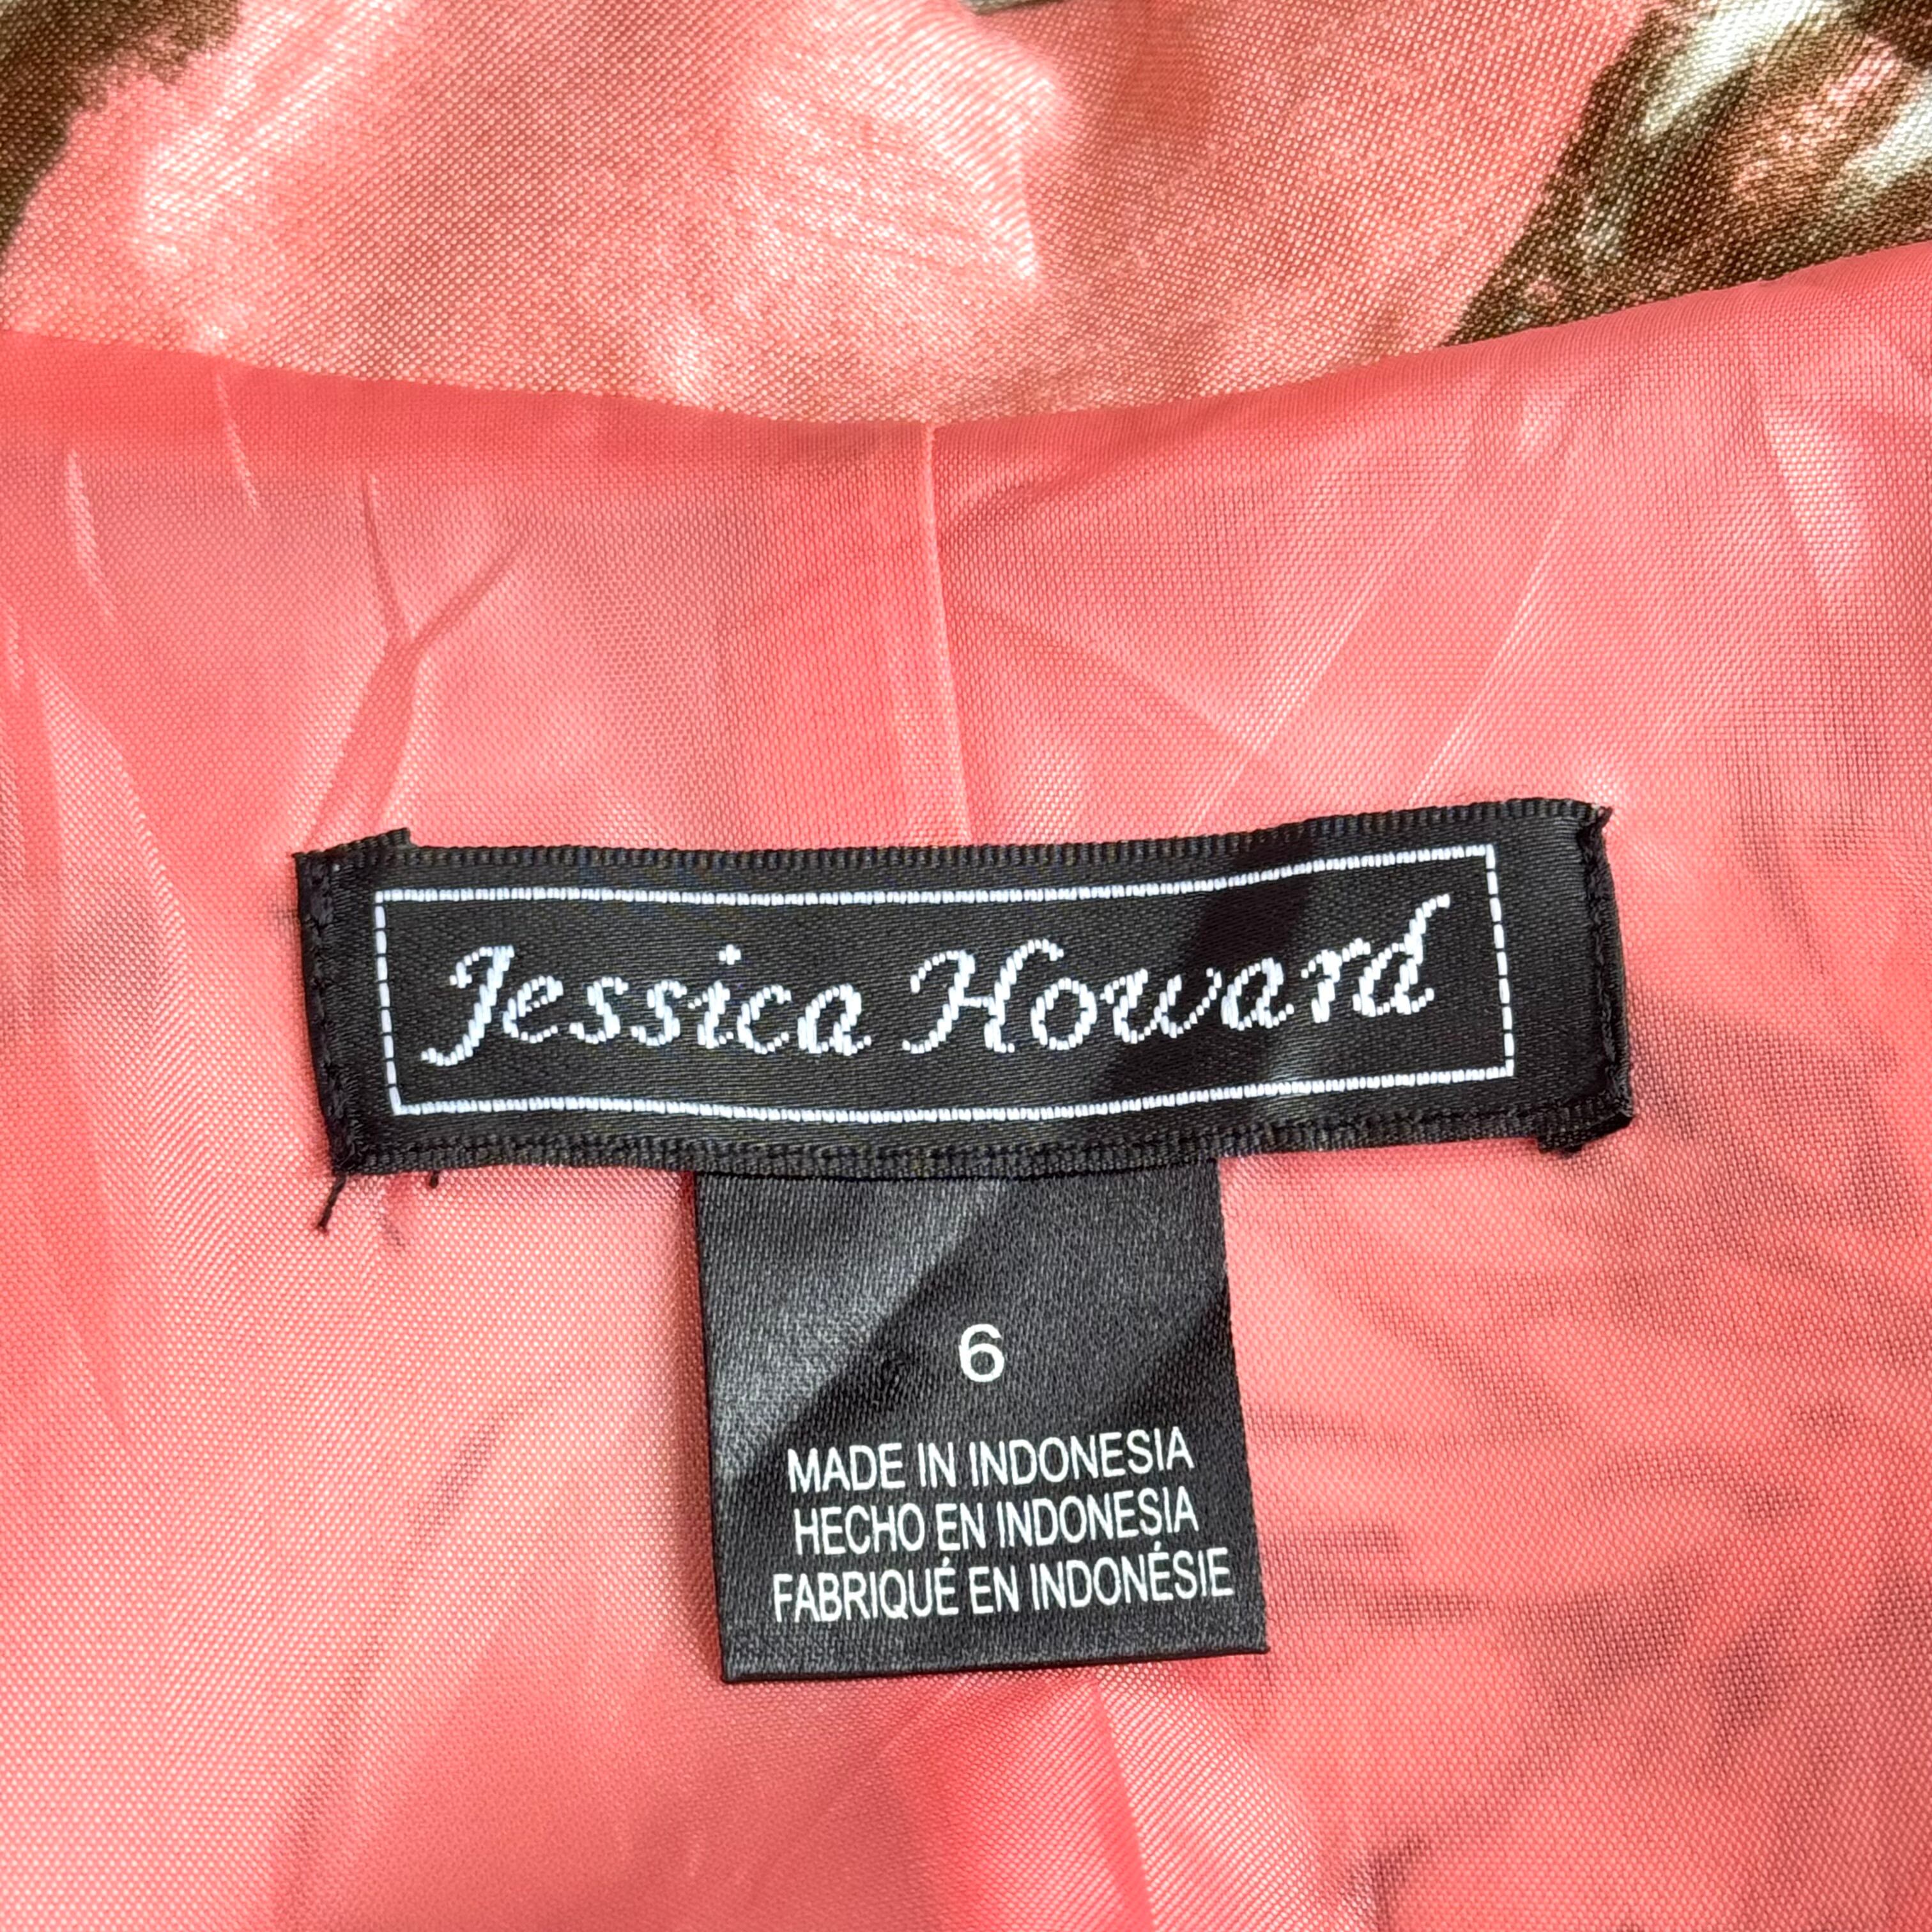 Jessica Howard
6
MADE IN INDONESIA
HECHO EN INDONESIA
FABRIQUÉ EN INDONÉSIE